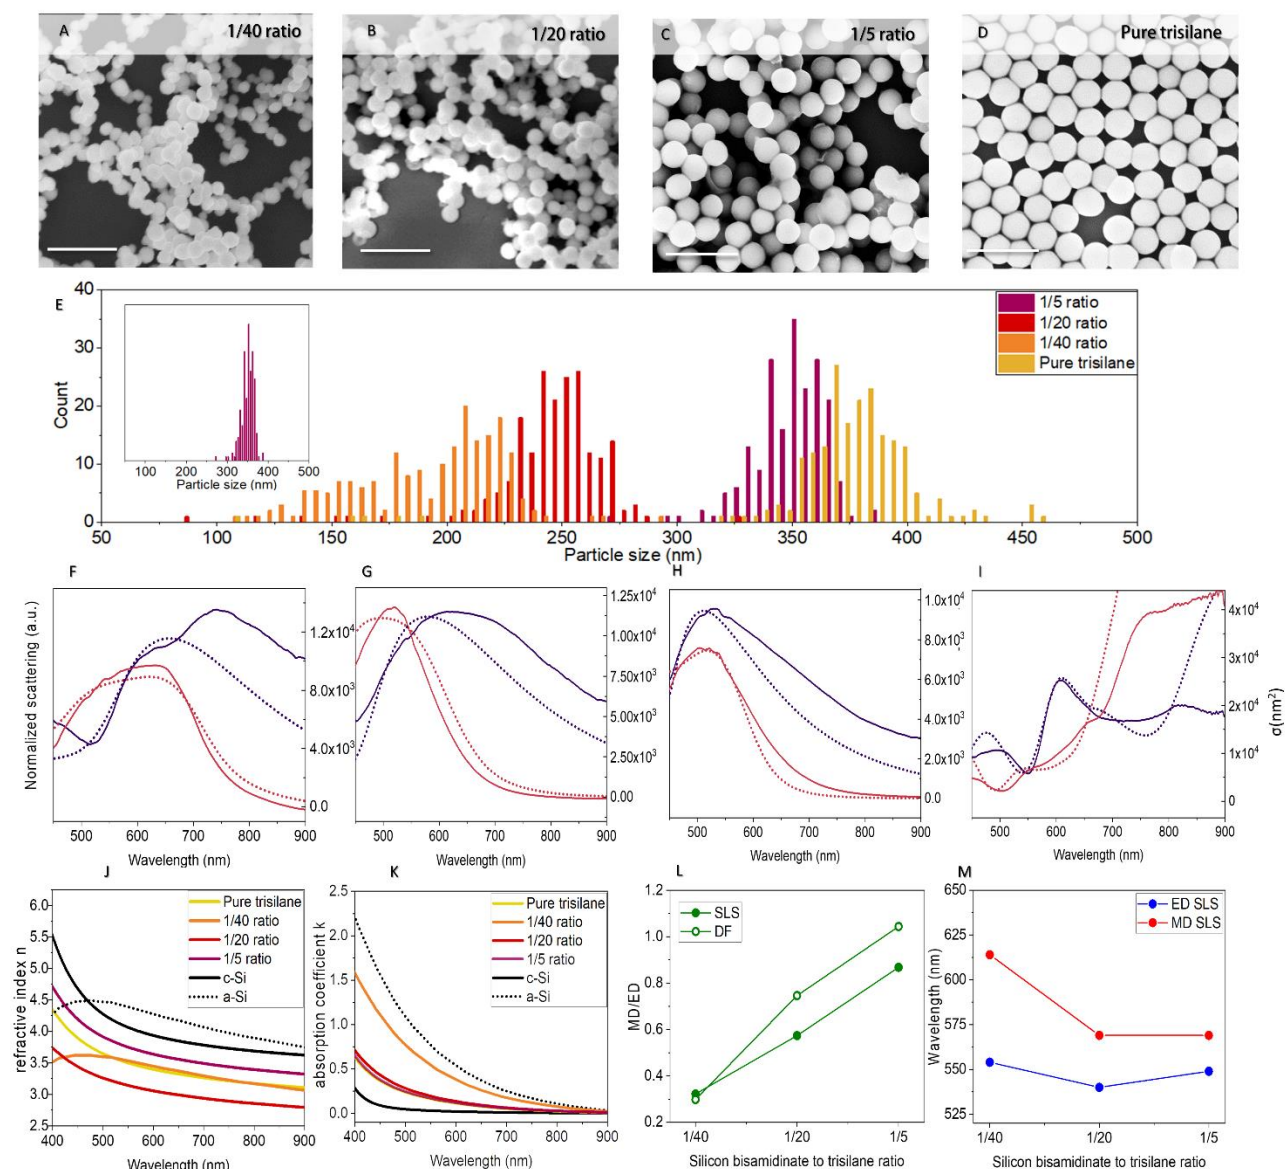 A
1/40 ratio
B
1/20 ratio
C
1/5 ratio
D
Pure trisilane
E
40
30
20
10
0
Count
50
100
150
200
250
300
350
400
450
500
Particle size (nm)
100
200
300
400
500
Particle size (nm)
1/5 ratio
1/20 ratio
1/40 ratio
Pure trisilane
F
Normalized scattering (a.u.)
1.2x10⁴
8.0x10³
4.0x10³
0.0
500
600
700
800
900
Wavelength (nm)
G
1.25x10⁴
1.00x10⁴
7.50x10³
5.00x10³
2.50x10³
0.00
500
600
700
800
900
Wavelength (nm)
H
1.0x10⁴
8.0x10³
6.0x10³
4.0x10³
2.0x10³
0.0
500
600
700
800
900
Wavelength (nm)
I
4x10⁴
3x10⁴
2x10⁴
1x10⁴
0
σ(nm²)
500
600
700
800
900
Wavelength (nm)
J
refractive index n
6.0
5.5
5.0
4.5
4.0
3.5
3.0
2.5
400
500
600
700
800
900
Wavelength (nm)
Pure trisilane
1/40 ratio
1/20 ratio
1/5 ratio
c-Si
a-Si
K
absorption coefficient k
2.5
2.0
1.5
1.0
0.5
0.0
400
500
600
700
800
900
Wavelength (nm)
Pure trisilane
1/40 ratio
1/20 ratio
1/5 ratio
c-Si
a-Si
L
MD/ED
1.2
1.0
0.8
0.6
0.4
0.2
1/40
1/20
1/5
Silicon bisamidinate to trisilane ratio
SLS
DF
M
Wavelength (nm)
650
625
600
575
550
525
1/40
1/20
1/5
Silicon bisamidinate to trisilane ratio
ED SLS
MD SLS